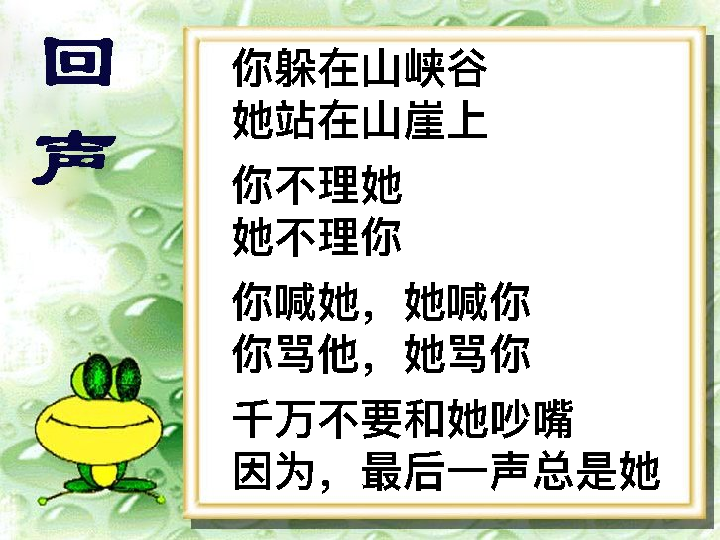 回声
你躲在山峡谷
她站在山崖上
你不理她
她不理你
你喊她，她喊你
你骂他，她骂你
千万不要和她吵嘴
因为，最后一声总是她